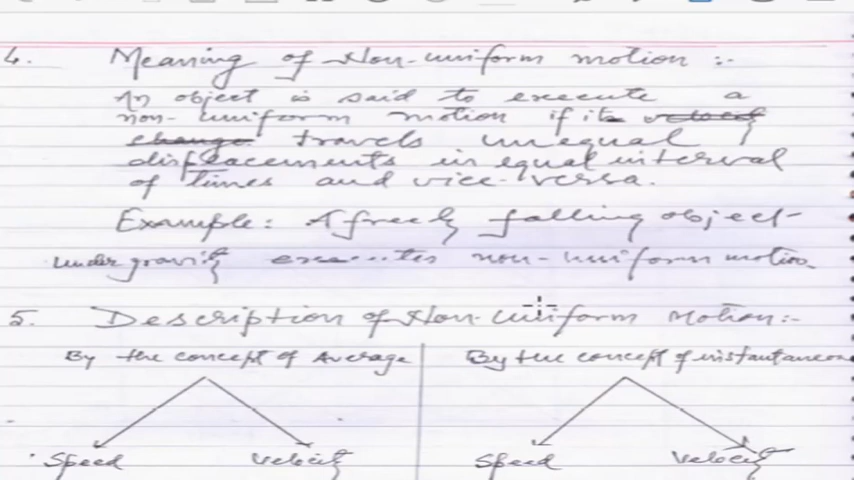 4. Meaning of Non-uniform motion :-
An object is said to execute a
non-uniform motion if it velocity
change travels unequal
displacements in equal interval
of times and vice-versa.
Example: A freely falling object
under gravity executes non-uniform motion.
5. Description of Non-uniform Motion:-
By the concept of Average
By the concept of instantaneou
Speed Velocity
Speed Velocity